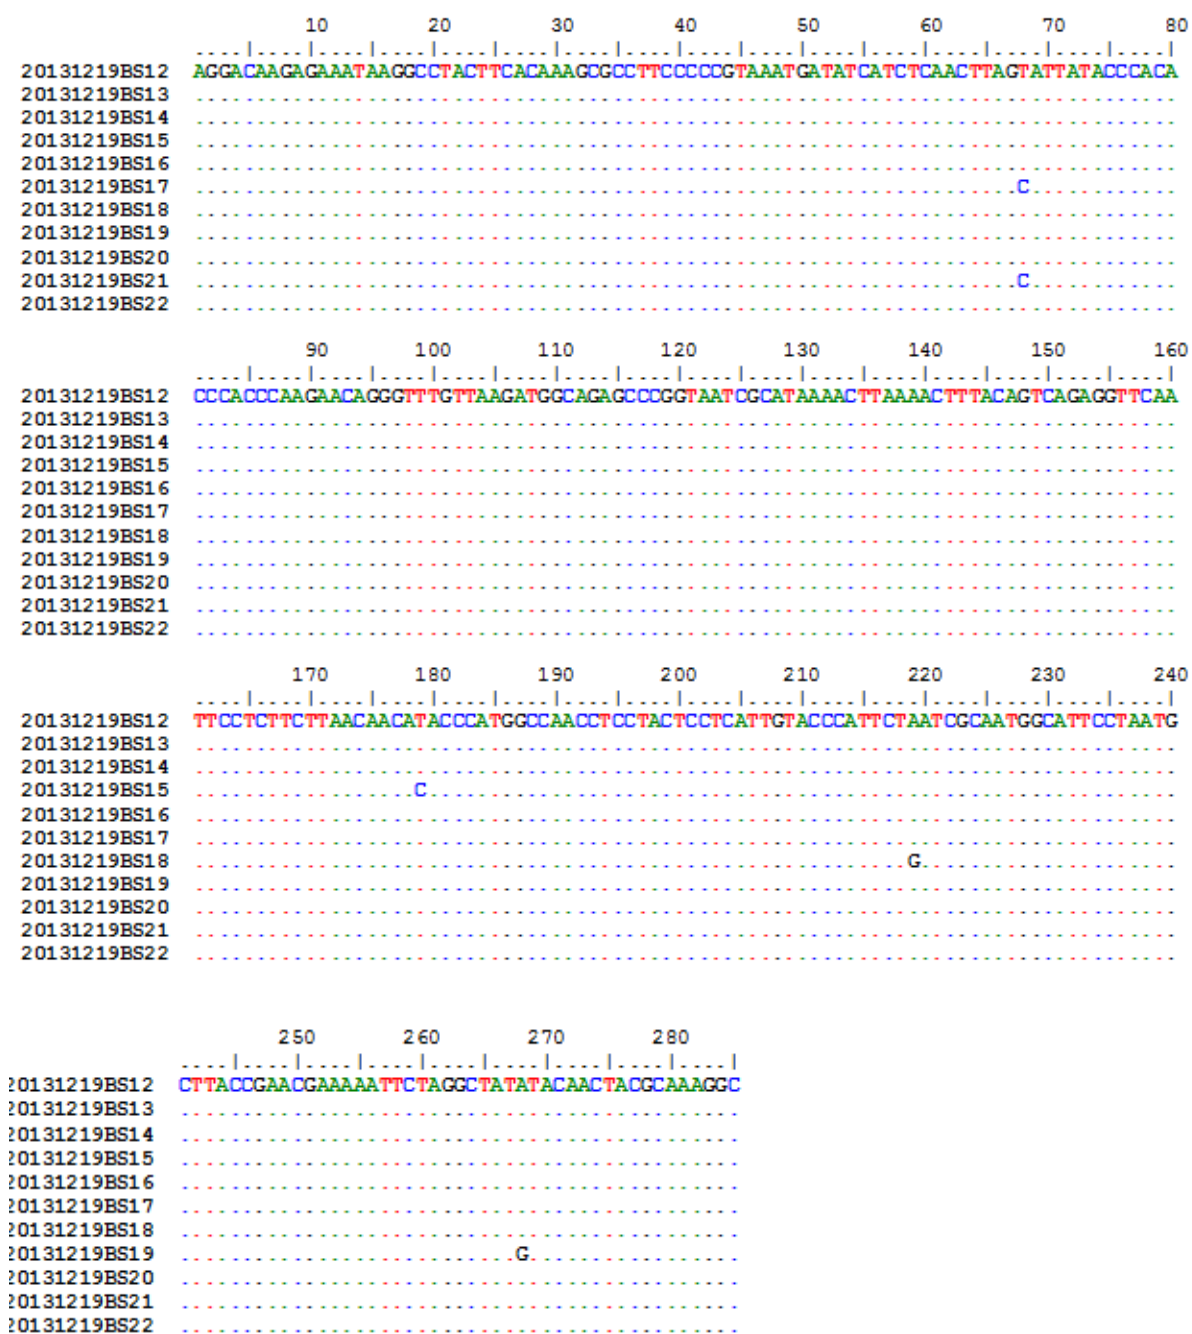 10 20 30 40 50 60 70 80
....|....|....|....|....|....|....|....|....|....|....|....|....|....|....|....|
20131219BS12 AGGACAAGAGAAATAAGGCCTACTTCACAAAGCGCCTTCCCCCGTAAATGATATCATCTCAACTTAGTATTATACCCACA
20131219BS13 ................................................................................
20131219BS14 ................................................................................
20131219BS15 ................................................................................
20131219BS16 ................................................................................
20131219BS17 ...................................................................C............
20131219BS18 ................................................................................
20131219BS19 ................................................................................
20131219BS20 ................................................................................
20131219BS21 ...................................................................C............
20131219BS22 ................................................................................
90 100 110 120 130 140 150 160
....|....|....|....|....|....|....|....|....|....|....|....|....|....|....|....|
20131219BS12 CCCACCCAAGAACAGGGTTTGTTAAGATGGCAGAGCCCGGTAATCGCATAAAACTTAAAACTTTACAGTCAGAGGTTCAA
20131219BS13 ................................................................................
20131219BS14 ................................................................................
20131219BS15 ................................................................................
20131219BS16 ................................................................................
20131219BS17 ................................................................................
20131219BS18 ................................................................................
20131219BS19 ................................................................................
20131219BS20 ................................................................................
20131219BS21 ................................................................................
20131219BS22 ................................................................................
170 180 190 200 210 220 230 240
....|....|....|....|....|....|....|....|....|....|....|....|....|....|....|....|
20131219BS12 TTCCTCTTCTTAACAACATACCCATGGCCAACCTCCTACTCCTCATTGTACCCATTCTAATCGCAATGGCATTCCTAATG
20131219BS13 ................................................................................
20131219BS14 ................................................................................
20131219BS15 ..................C.............................................................
20131219BS16 ................................................................................
20131219BS17 ................................................................................
20131219BS18 ..........................................................G.....................
20131219BS19 ................................................................................
20131219BS20 ................................................................................
20131219BS21 ................................................................................
20131219BS22 ................................................................................
250 260 270 280
....|....|....|....|....|....|....|....|....|
20131219BS12 CTTACCGAACGAAAAATTCTAGGCTATATACAACTACGCAAAGGC
20131219BS13 .............................................
20131219BS14 .............................................
20131219BS15 .............................................
20131219BS16 .............................................
20131219BS17 .............................................
20131219BS18 .............................................
20131219BS19 ...........................G.................
20131219BS20 .............................................
20131219BS21 .............................................
20131219BS22 .............................................